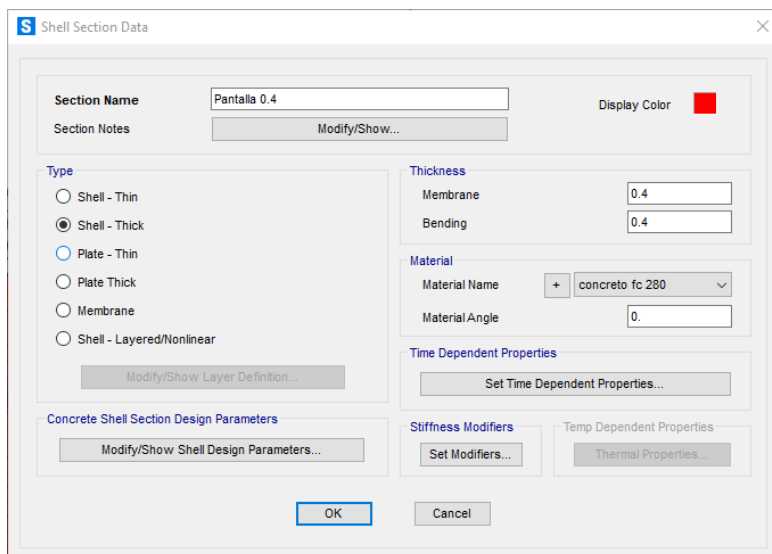 S Shell Section Data
Section Name Pantalla 0.4 Display Color
Section Notes Modify/Show...
Type
Shell - Thin
Shell - Thick
Plate - Thin
Plate Thick
Membrane
Shell - Layered/Nonlinear
Modify/Show Layer Definition...
Concrete Shell Section Design Parameters
Modify/Show Shell Design Parameters...
Thickness
Membrane 0.4
Bending 0.4
Material
Material Name + concreto fc 280
Material Angle 0.
Time Dependent Properties
Set Time Dependent Properties...
Stiffness Modifiers
Set Modifiers...
Temp Dependent Properties
Thermal Properties...
OK Cancel